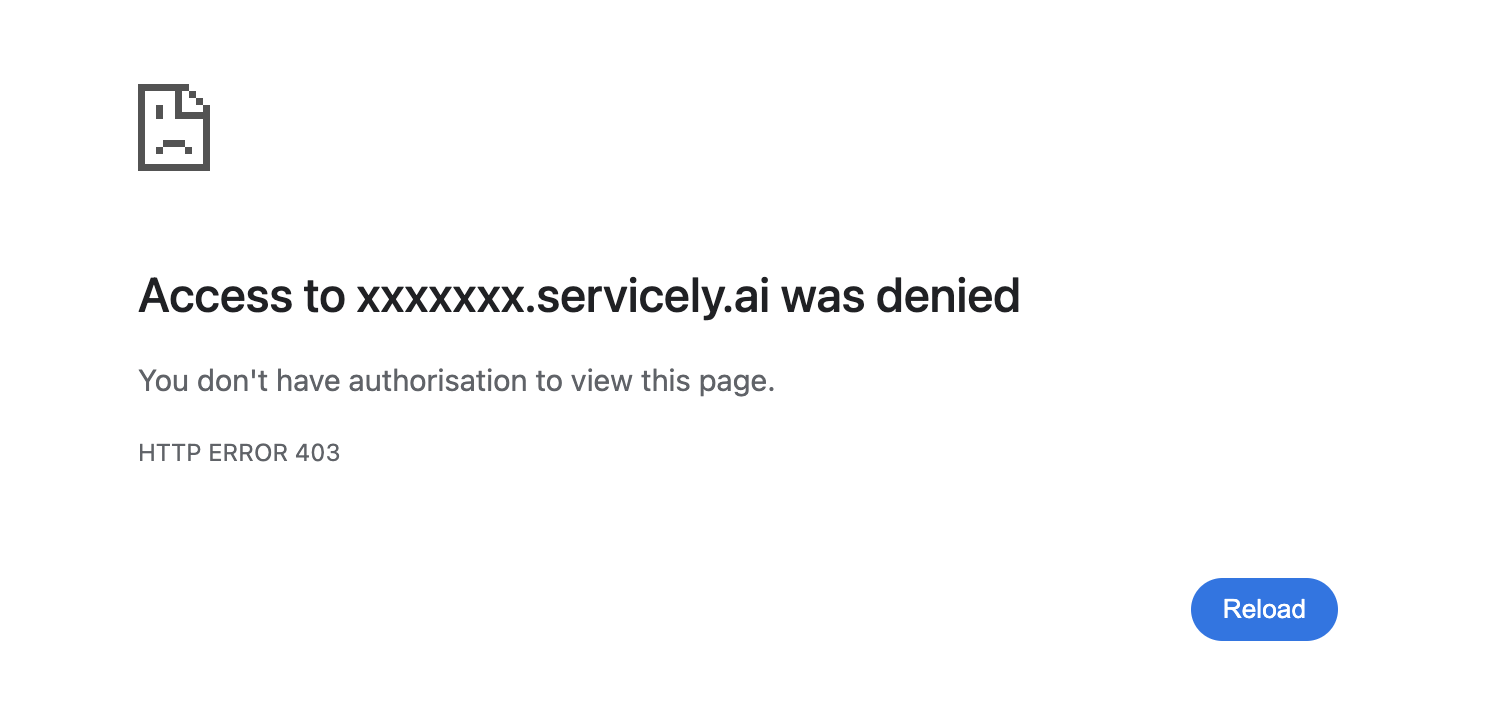 Access to xxxxxxx.servicely.ai was denied
You don't have authorisation to view this page.
HTTP ERROR 403
Reload